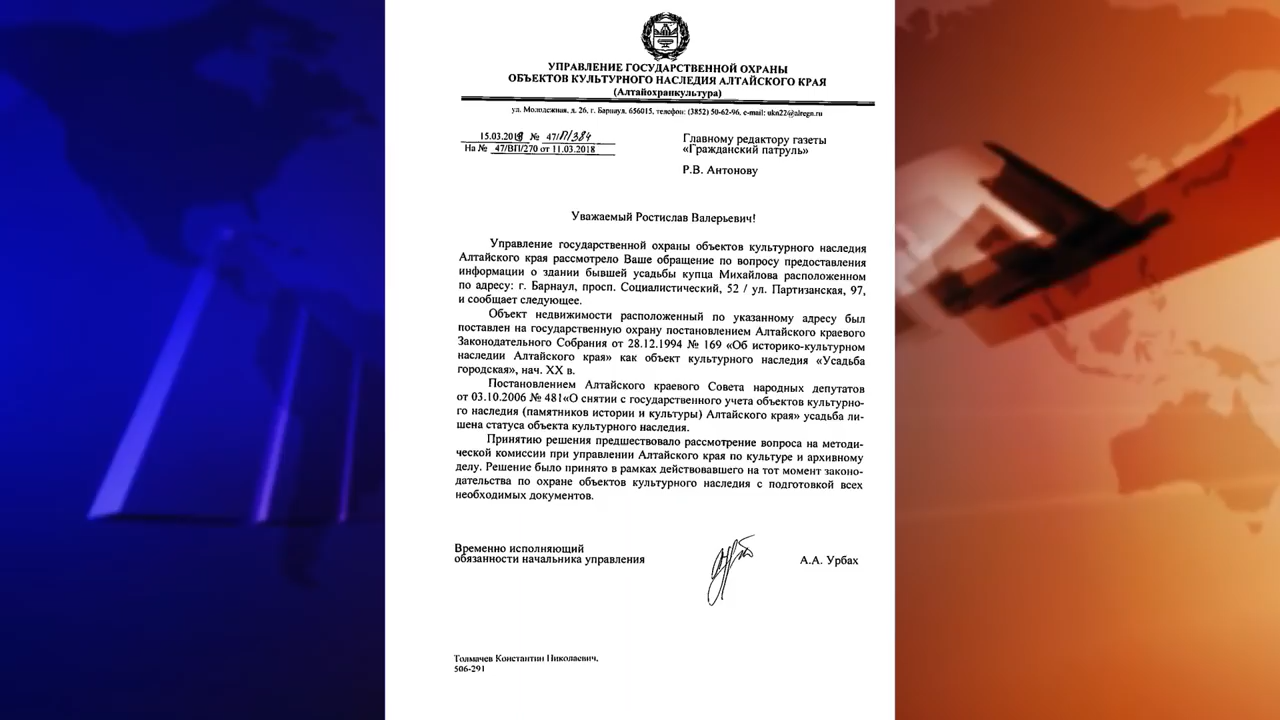 УПРАВЛЕНИЕ ГОСУДАРСТВЕННОЙ ОХРАНЫ
ОБЪЕКТОВ КУЛЬТУРНОГО НАСЛЕДИЯ АЛТАЙСКОГО КРАЯ
(Алтайохранкультура)
ул. Молодежная, д. 26, г. Барнаул, 656015, телефон: (3852) 50-62-96, e-mail: ukn22@alregn.ru
15.03.2018 № 47/П/384
На № 47/ВП/270 от 11.03.2018
Главному редактору газеты
«Гражданский патруль»
Р.В. Антонову
Уважаемый Ростислав Валерьевич!
Управление государственной охраны объектов культурного наследия
Алтайского края рассмотрело Ваше обращение по вопросу предоставления
информации о здании бывшей усадьбы купца Михайлова расположенном
по адресу: г. Барнаул, просп. Социалистический, 52 / ул. Партизанская, 97,
и сообщает следующее.
Объект недвижимости расположенный по указанному адресу был
поставлен на государственную охрану постановлением Алтайского краевого
Законодательного Собрания от 28.12.1994 № 169 «Об историко-культурном
наследии Алтайского края» как объект культурного наследия «Усадьба
городская», нач. XX в.
Постановлением Алтайского краевого Совета народных депутатов
от 03.10.2006 № 481«О снятии с государственного учета объектов культурно-
го наследия (памятников истории и культуры) Алтайского края» усадьба ли-
шена статуса объекта культурного наследия.
Принятию решения предшествовало рассмотрение вопроса на методи-
ческой комиссии при управлении Алтайского края по культуре и архивному
делу. Решение было принято в рамках действовавшего на тот момент законо-
дательства по охране объектов культурного наследия с подготовкой всех
необходимых документов.
Временно исполняющий
обязанности начальника управления
А.А. Урбах
Толмачев Константин Николаевич,
506-291